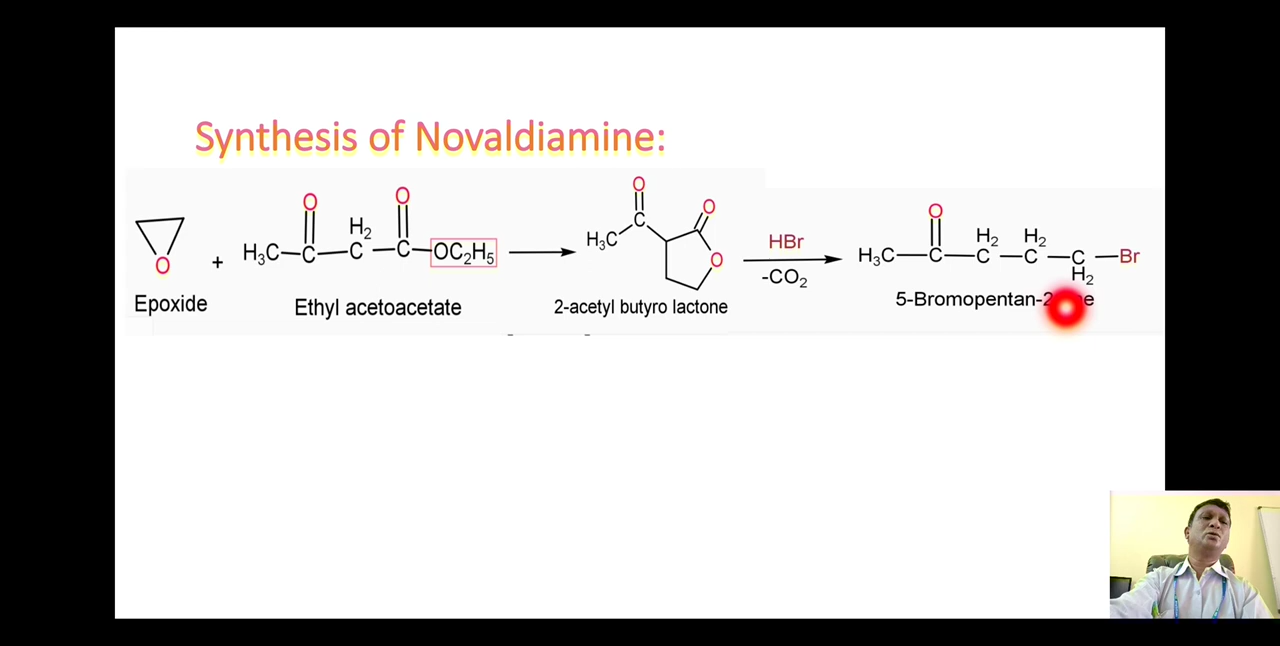 Synthesis of Novaldiamine:
O
+
H₃C—C—C—C—OC₂H₅
O
H₂
O
H₃C
C
O
O
O
HBr
-CO₂
H₃C—C—C—C—C—Br
O
H₂
H₂
H₂
Epoxide
Ethyl acetoacetate
2-acetyl butyro lactone
5-Bromopentan-2